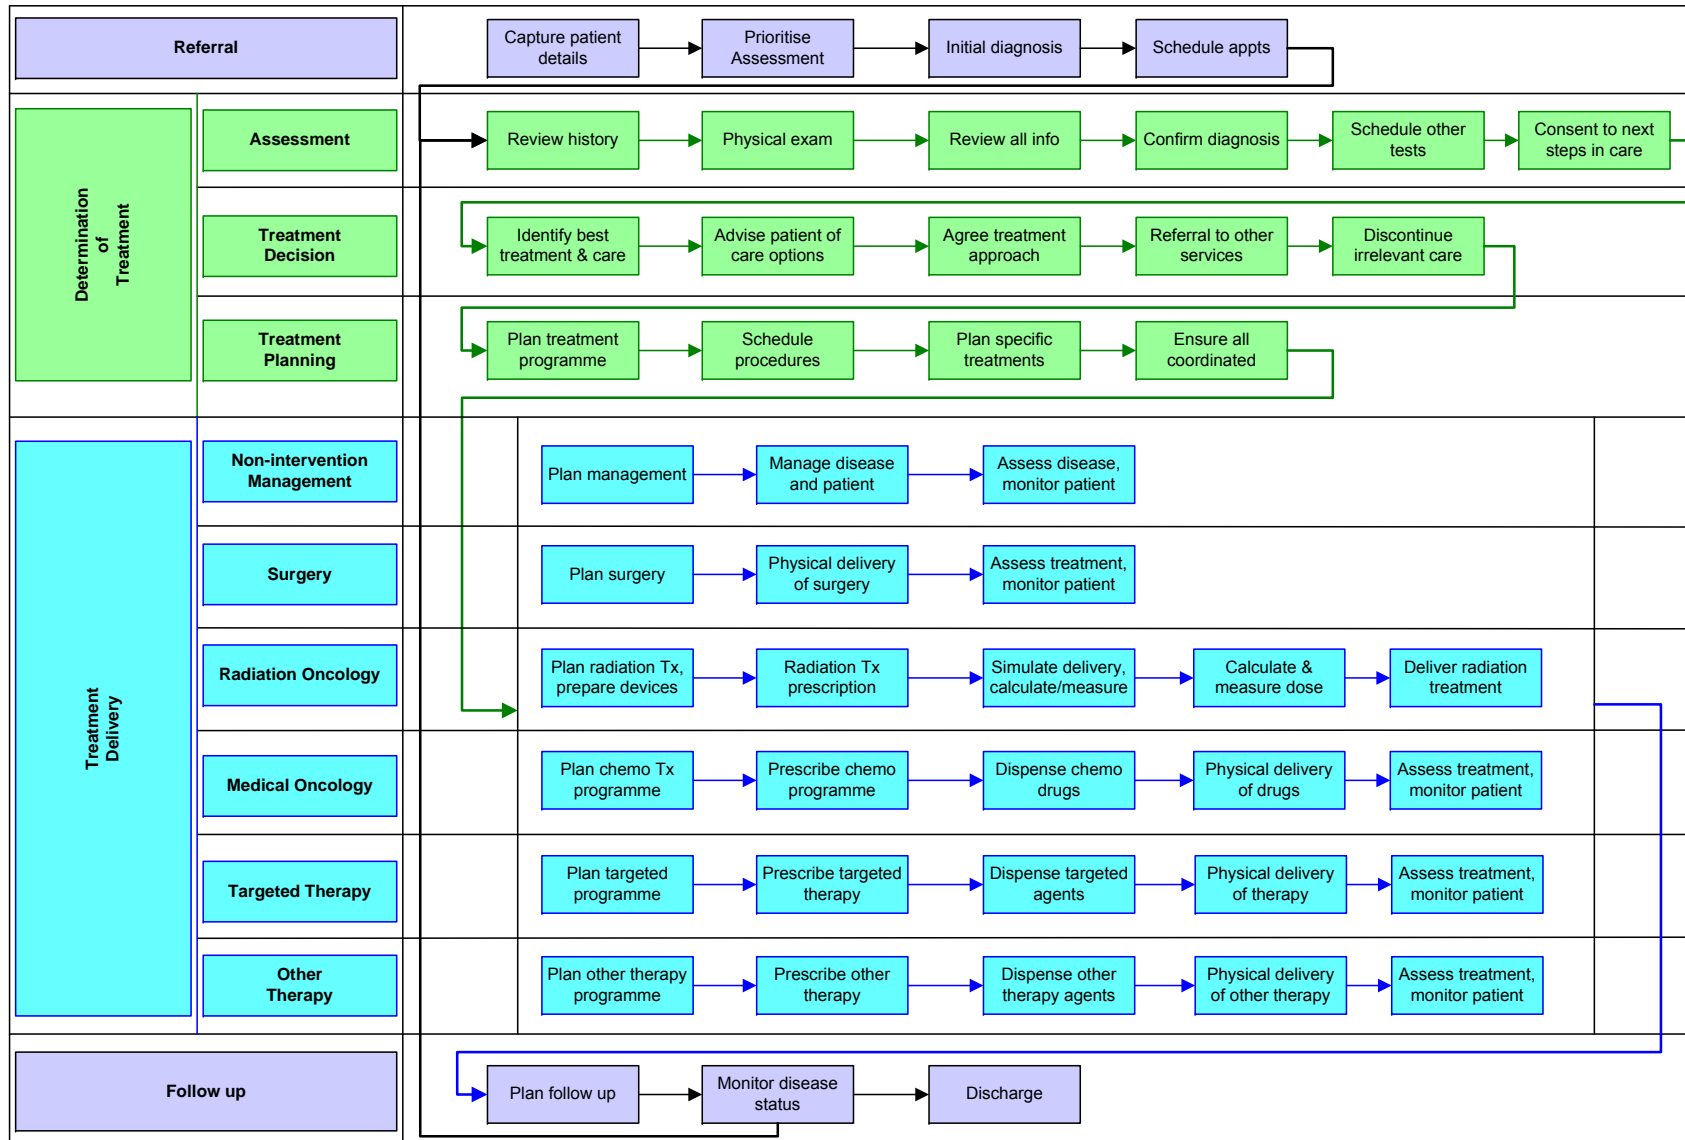 Referral
Capture patient
details
Prioritise
Assessment
Initial diagnosis
Schedule appts
Determination
of
Treatment
Assessment
Review history
Physical exam
Review all info
Confirm diagnosis
Schedule other
tests
Consent to next
steps in care
Treatment
Decision
Identify best
treatment & care
Advise patient of
care options
Agree treatment
approach
Referral to other
services
Discontinue
irrelevant care
Treatment
Planning
Plan treatment
programme
Schedule
procedures
Plan specific
treatments
Ensure all
coordinated
Treatment
Delivery
Non-intervention
Management
Plan management
Manage disease
and patient
Assess disease,
monitor patient
Surgery
Plan surgery
Physical delivery
of surgery
Assess treatment,
monitor patient
Radiation Oncology
Plan radiation Tx,
prepare devices
Radiation Tx
prescription
Simulate delivery,
calculate/measure
Calculate &
measure dose
Deliver radiation
treatment
Medical Oncology
Plan chemo Tx
programme
Prescribe chemo
programme
Dispense chemo
drugs
Physical delivery
of drugs
Assess treatment,
monitor patient
Targeted Therapy
Plan targeted
programme
Prescribe targeted
therapy
Dispense targeted
agents
Physical delivery
of therapy
Assess treatment,
monitor patient
Other
Therapy
Plan other therapy
programme
Prescribe other
therapy
Dispense other
therapy agents
Physical delivery
of other therapy
Assess treatment,
monitor patient
Follow up
Plan follow up
Monitor disease
status
Discharge